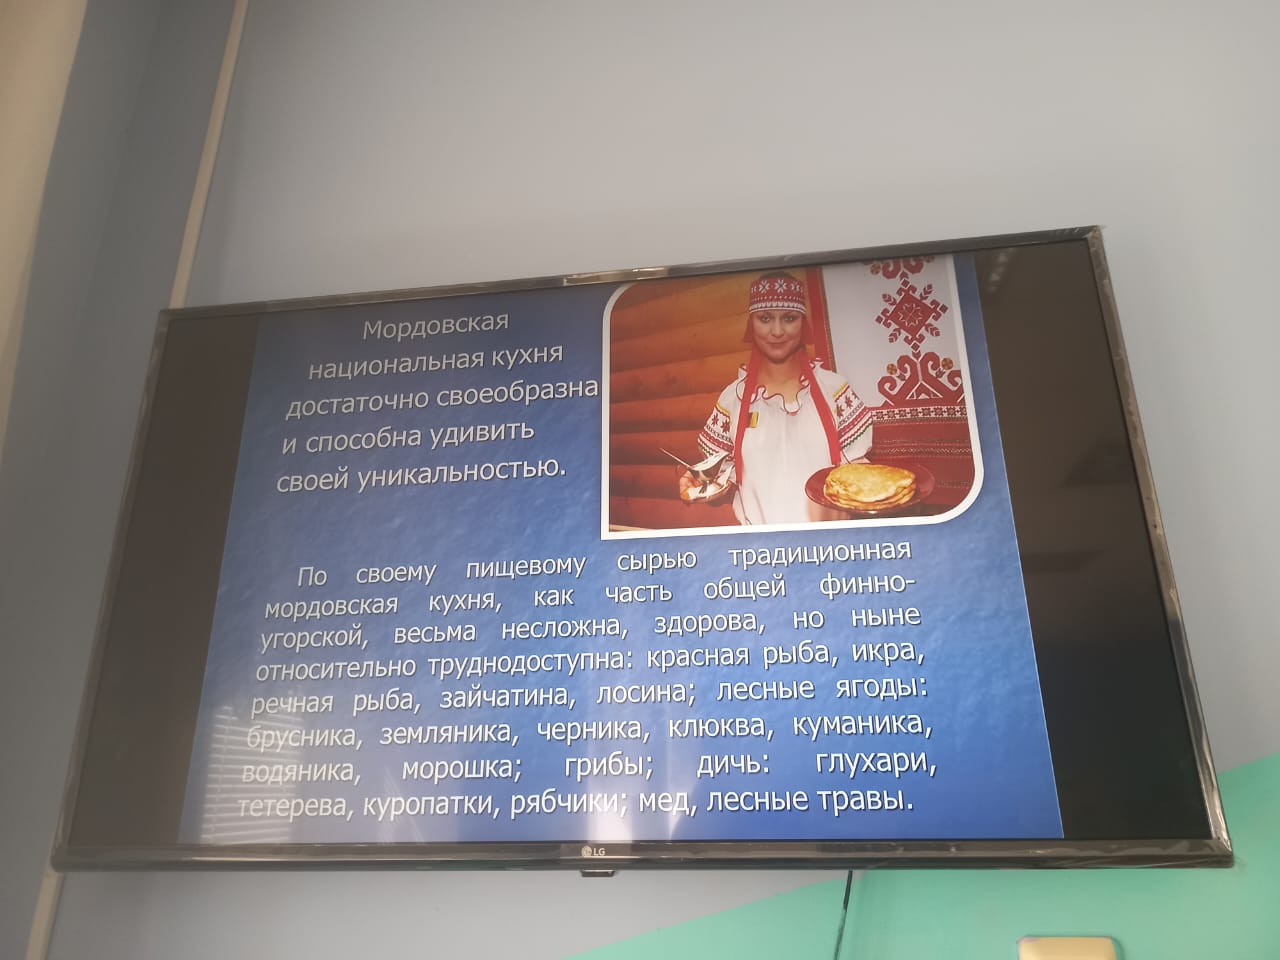 Мордовская
национальная кухня
достаточно своеобразна
и способна удивить
своей уникальностью.
По своему пищевому сырью традиционная
мордовская кухня, как часть общей финно-
угорской, весьма несложна, здорова, но ныне
относительно труднодоступна: красная рыба, икра,
речная рыба, зайчатина, лосина; лесные ягоды:
брусника, земляника, черника, клюква, куманика,
водяника, морошка; грибы; дичь: глухари,
тетерева, куропатки, рябчики; мед, лесные травы.
LG